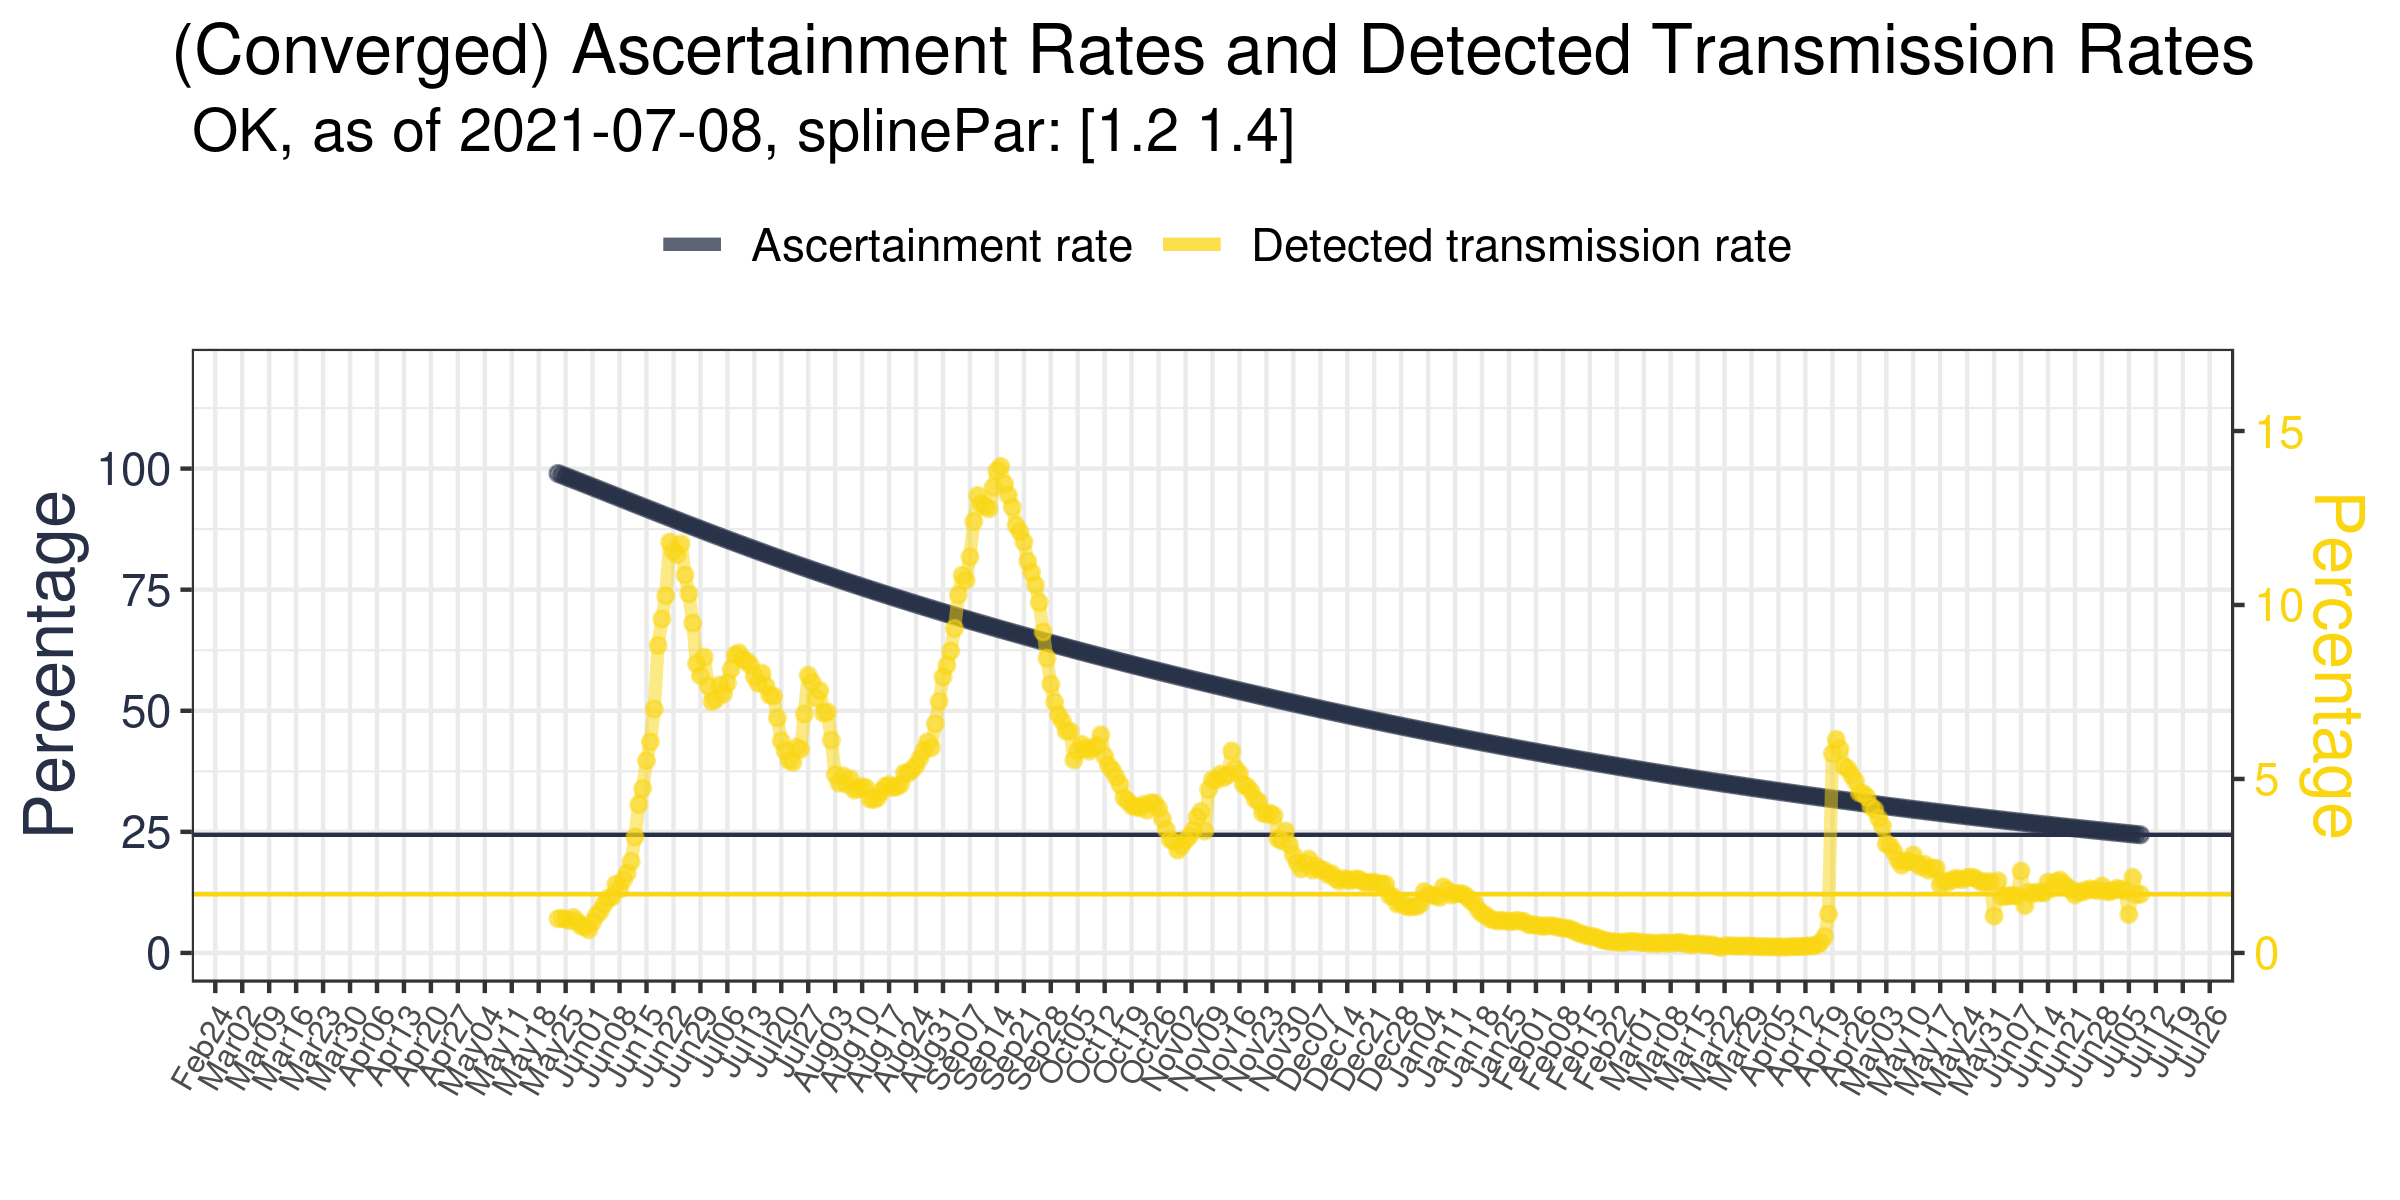 (Converged) Ascertainment Rates and Detected Transmission Rates
OK, as of 2021-07-08, splinePar: [1.2 1.4]
Ascertainment rate
Detected transmission rate
Percentage
100
75
50
25
0
15
10
5
0
Percentage
Feb24
Mar02
Mar09
Mar16
Mar23
Mar30
Apr06
Apr13
Apr20
Apr27
May04
May11
May18
May25
Jun01
Jun08
Jun15
Jun22
Jun29
Jul06
Jul13
Jul20
Jul27
Aug03
Aug10
Aug17
Aug24
Aug31
Sep07
Sep14
Sep21
Sep28
Oct05
Oct12
Oct19
Oct26
Nov02
Nov09
Nov16
Nov23
Nov30
Dec07
Dec14
Dec21
Dec28
Jan04
Jan11
Jan18
Jan25
Feb01
Feb08
Feb15
Feb22
Mar01
Mar08
Mar15
Mar22
Mar29
Apr05
Apr12
Apr19
Apr26
May03
May10
May17
May24
May31
Jun07
Jun14
Jun21
Jun28
Jul05
Jul12
Jul19
Jul26